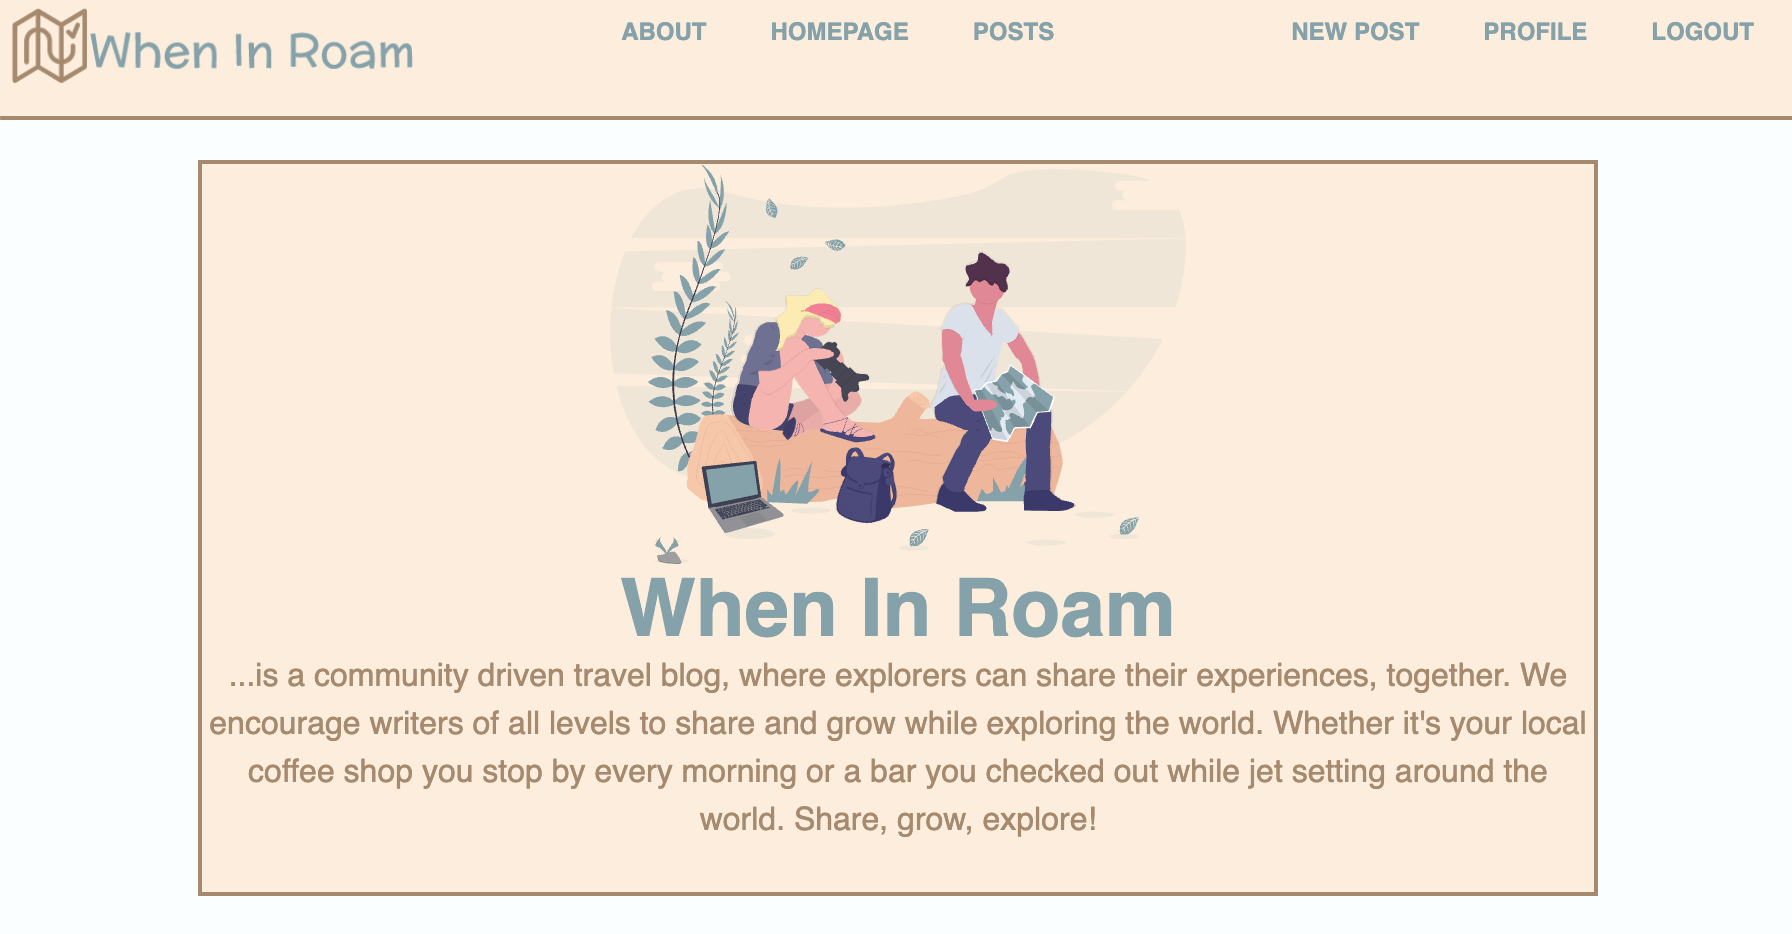 When In Roam
ABOUT HOMEPAGE POSTS NEW POST PROFILE LOGOUT
When In Roam
...is a community driven travel blog, where explorers can share their experiences, together. We
encourage writers of all levels to share and grow while exploring the world. Whether it's your local
coffee shop you stop by every morning or a bar you checked out while jet setting around the
world. Share, grow, explore!